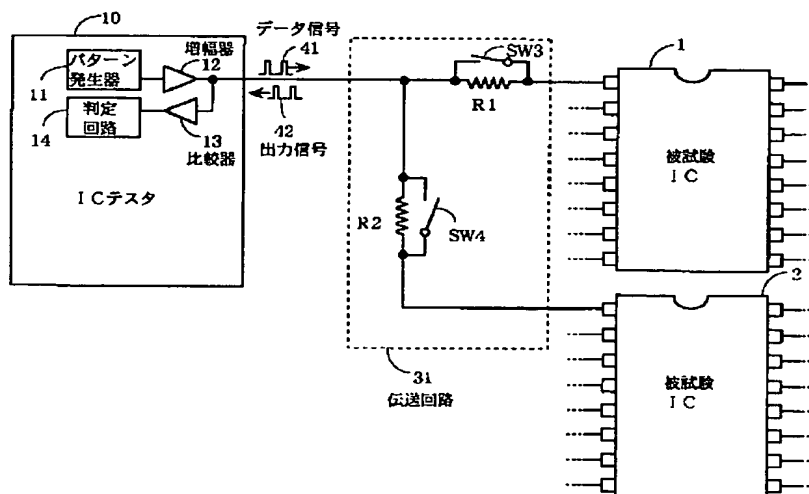 10
パターン
発生器
11
増幅器
12
判定
回路
14
13
比較器
ICテスタ
データ信号
41
42
出力信号
SW3
R1
R2
SW4
31
伝送回路
1
被試験
IC
2
被試験
IC